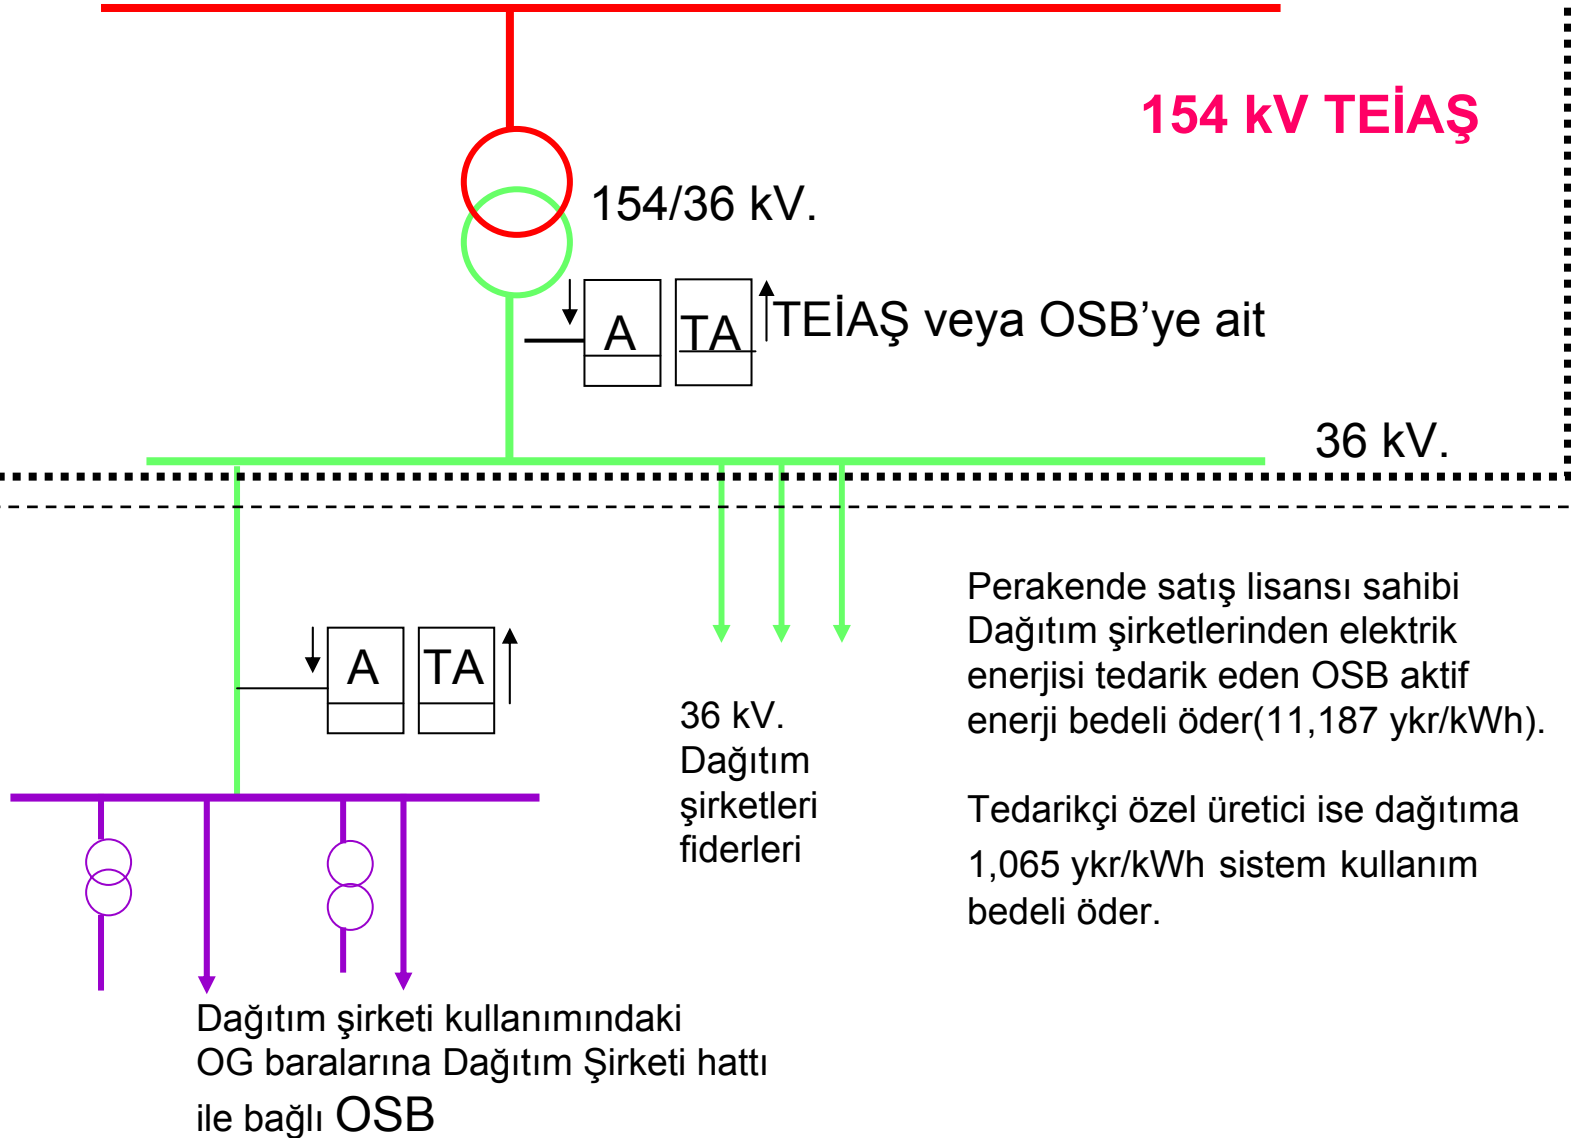 154 kV TEİAŞ
154/36 kV.
A
TA
TEİAŞ veya OSB’ye ait
36 kV.
A
TA
36 kV.
Dağıtım
şirketleri
fiderleri
Perakende satış lisansı sahibi
Dağıtım şirketlerinden elektrik
enerjisi tedarik eden OSB aktif
enerji bedeli öder(11,187 ykr/kWh).
Tedarikçi özel üretici ise dağıtıma
1,065 ykr/kWh sistem kullanım
bedeli öder.
Dağıtım şirketi kullanımındaki
OG baralarına Dağıtım Şirketi hattı
ile bağlı OSB